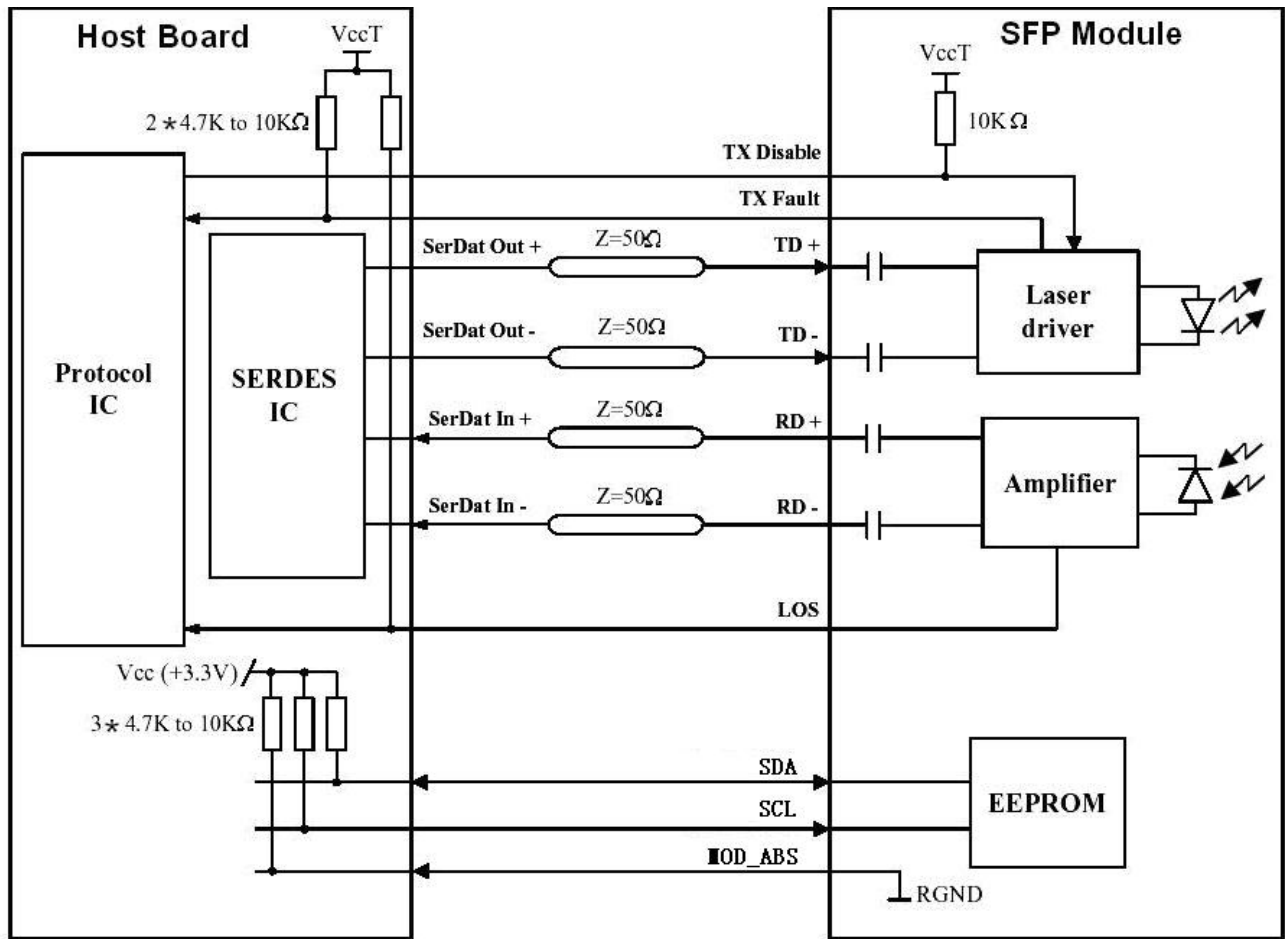 Host Board
SFP Module
VccT
VccT
2*4.7K to 10KΩ
10KΩ
TX Disable
TX Fault
SerDat Out +
Z=50Ω
TD +
Laser
driver
SerDat Out -
Z=50Ω
TD -
Protocol
IC
SERDES
IC
SerDat In +
Z=50Ω
RD +
Amplifier
SerDat In -
Z=50Ω
RD -
LOS
Vcc (+3.3V)
3*4.7K to 10KΩ
SDA
EEPROM
SCL
MOD_ABS
RGND